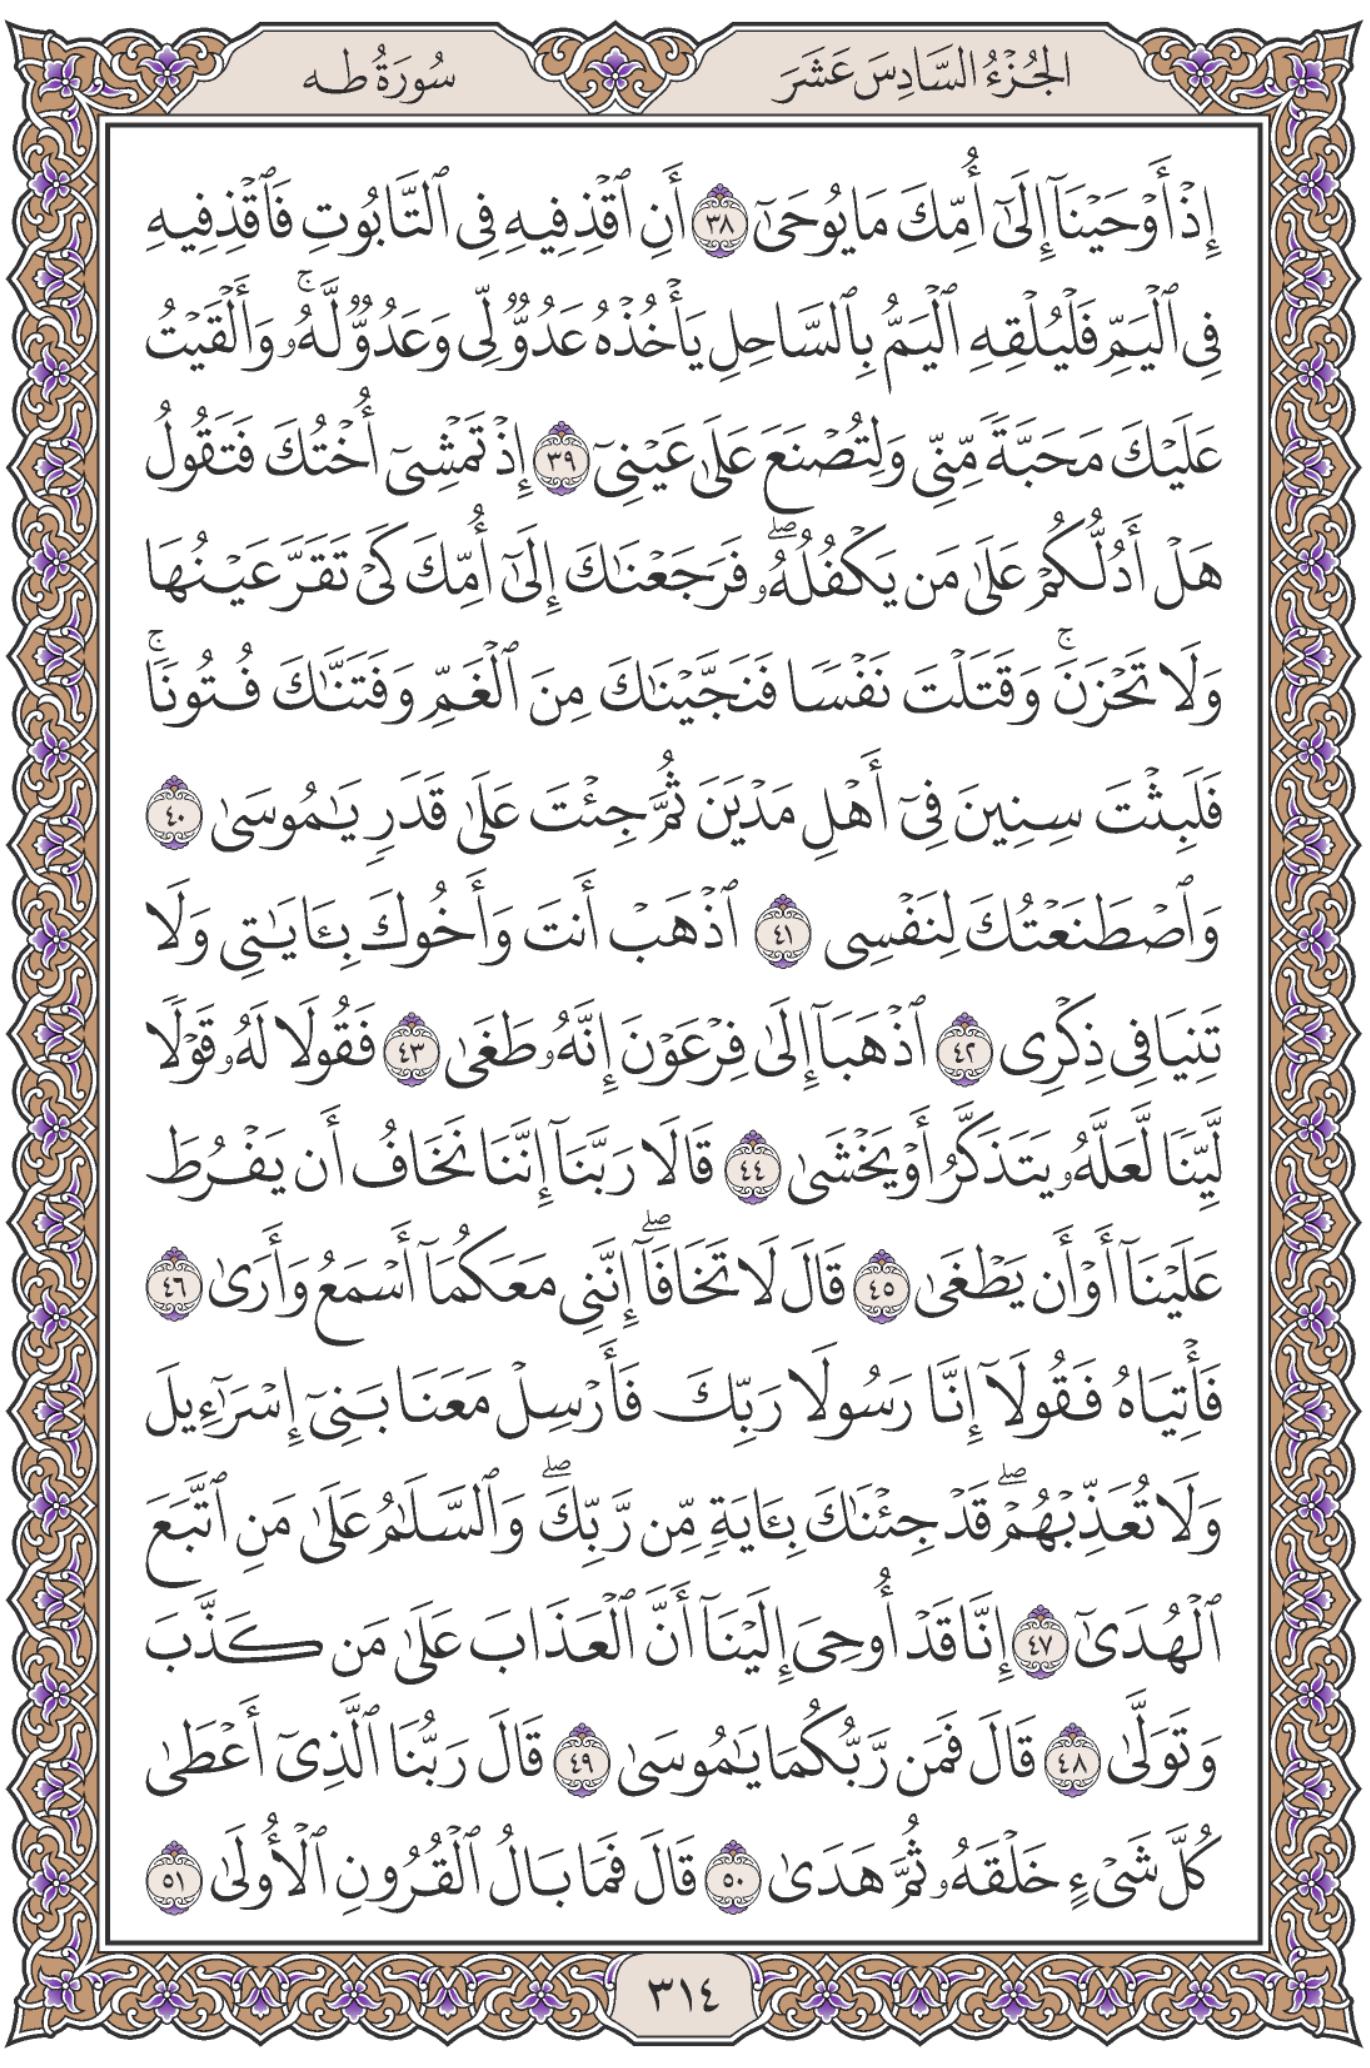 الجُزْءُ السَّادِسَ عَشَرَ
سُورَةُ طه
إِذْ أَوْحَيْنَآ إِلَىٰٓ أُمِّكَ مَا يُوحَىٰٓ ٣٨ أَنِ ٱقْذِفِيهِ فِى ٱلتَّابُوتِ فَٱقْذِفِيهِ
فِى ٱلْيَمِّ فَلْيُلْقِهِ ٱلْيَمُّ بِٱلسَّاحِلِ يَأْخُذْهُ عَدُوٌّ لِّى وَعَدُوٌّ لَّهُۥ ۚ وَأَلْقَيْتُ
عَلَيْكَ مَحَبَّةً مِّنِّى وَلِتُصْنَعَ عَلَىٰ عَيْنِىٓ ٣٩ إِذْ تَمْشِىٓ أُخْتُكَ فَتَقُولُ
هَلْ أَدُلُّكُمْ عَلَىٰ مَن يَكْفُلُهُۥ ۖ فَرَجَعْنَٰكَ إِلَىٰٓ أُمِّكَ كَىْ تَقَرَّ عَيْنُهَا
وَلَا تَحْزَنَ ۚ وَقَتَلْتَ نَفْسًا فَنَجَّيْنَٰكَ مِنَ ٱلْغَمِّ وَفَتَنَّٰكَ فُتُونًا ۚ
فَلَبِثْتَ سِنِينَ فِىٓ أَهْلِ مَدْيَنَ ثُمَّ جِئْتَ عَلَىٰ قَدَرٍ يَٰمُوسَىٰ ٤٠
وَٱصْطَنَعْتُكَ لِنَفْسِى ٤١ ٱذْهَبْ أَنتَ وَأَخُوكَ بِـَٔايَٰتِى وَلَا
تَنِيَا فِى ذِكْرِى ٤٢ ٱذْهَبَآ إِلَىٰ فِرْعَوْنَ إِنَّهُۥ طَغَىٰ ٤٣ فَقُولَا لَهُۥ قَوْلًا
لَّيِّنًا لَّعَلَّهُۥ يَتَذَكَّرُ أَوْ يَخْشَىٰ ٤٤ قَالَا رَبَّنَآ إِنَّنَا نَخَافُ أَن يَفْرُطَ
عَلَيْنَآ أَوْ أَن يَطْغَىٰ ٤٥ قَالَ لَا تَخَافَآ ۖ إِنَّنِى مَعَكُمَآ أَسْمَعُ وَأَرَىٰ ٤٦
فَأْتِيَاهُ فَقُولَآ إِنَّا رَسُولَا رَبِّكَ فَأَرْسِلْ مَعَنَا بَنِىٓ إِسْرَٰٓءِيلَ
وَلَا تُعَذِّبْهُمْ ۖ قَدْ جِئْنَٰكَ بِـَٔايَةٍ مِّن رَّبِّكَ ۖ وَٱلسَّلَٰمُ عَلَىٰ مَنِ ٱتَّبَعَ
ٱلْهُدَىٰٓ ٤٧ إِنَّا قَدْ أُوحِىَ إِلَيْنَآ أَنَّ ٱلْعَذَابَ عَلَىٰ مَن كَذَّبَ
وَتَوَلَّىٰ ٤٨ قَالَ فَمَن رَّبُّكُمَا يَٰمُوسَىٰ ٤٩ قَالَ رَبُّنَا ٱلَّذِىٓ أَعْطَىٰ
كُلَّ شَىْءٍ خَلْقَهُۥ ثُمَّ هَدَىٰ ٥٠ قَالَ فَمَا بَالُ ٱلْقُرُونِ ٱلْأُولَىٰ ٥١
٣١٤